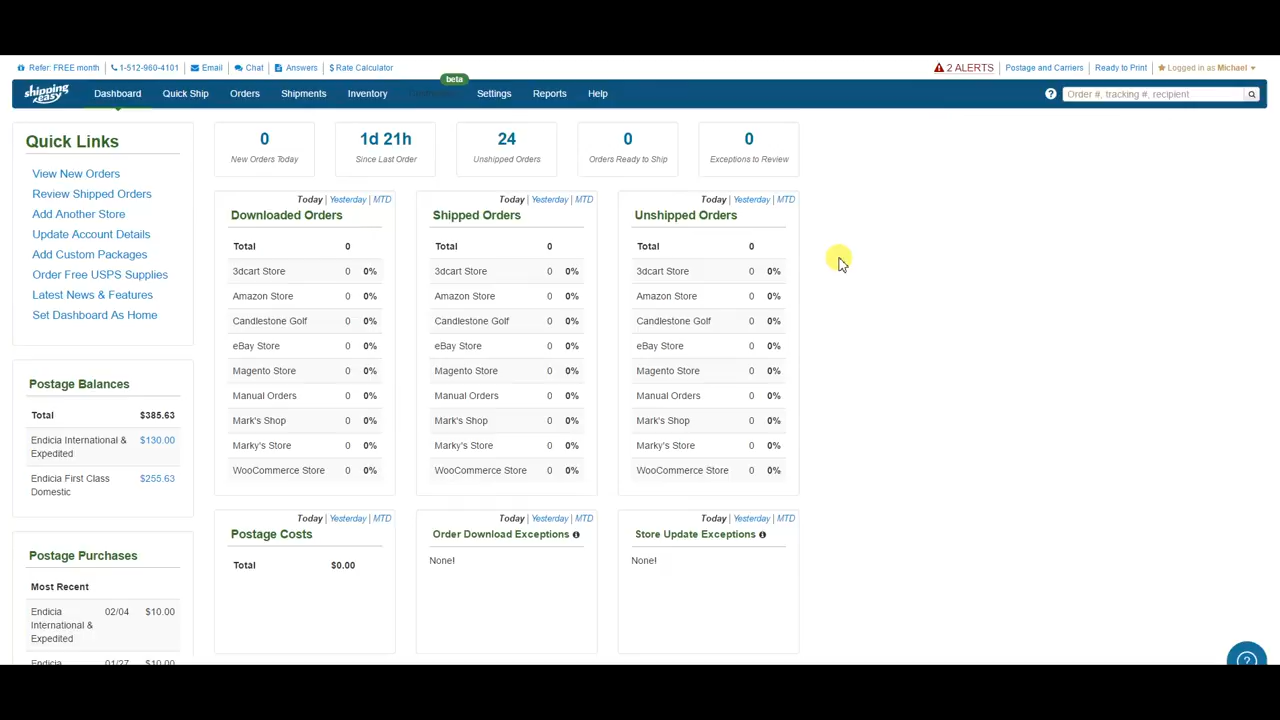 Refer: FREE month
1-512-960-4101
Email
Chat
Answers
$ Rate Calculator
2 ALERTS
Postage and Carriers
Ready to Print
Logged in as Michael
beta
shipping easy
Dashboard
Quick Ship
Orders
Shipments
Inventory
Settings
Reports
Help
?
Order #, tracking #, recipient
Quick Links
View New Orders
Review Shipped Orders
Add Another Store
Update Account Details
Add Custom Packages
Order Free USPS Supplies
Latest News & Features
Set Dashboard As Home
Postage Balances
Total $385.63
Endicia International & $130.00
Expedited
Endicia First Class $255.63
Domestic
Postage Purchases
Most Recent
Endicia 02/04 $10.00
International &
Expedited
Endicia 01/27 $10.00
0
New Orders Today
1d 21h
Since Last Order
24
Unshipped Orders
0
Orders Ready to Ship
0
Exceptions to Review
Today | Yesterday | MTD
Downloaded Orders
Total 0
3dcart Store 0 0%
Amazon Store 0 0%
Candlestone Golf 0 0%
eBay Store 0 0%
Magento Store 0 0%
Manual Orders 0 0%
Mark's Shop 0 0%
Marky's Store 0 0%
WooCommerce Store 0 0%
Today | Yesterday | MTD
Shipped Orders
Total 0
3dcart Store 0 0%
Amazon Store 0 0%
Candlestone Golf 0 0%
eBay Store 0 0%
Magento Store 0 0%
Manual Orders 0 0%
Mark's Shop 0 0%
Marky's Store 0 0%
WooCommerce Store 0 0%
Today | Yesterday | MTD
Unshipped Orders
Total 0
3dcart Store 0 0%
Amazon Store 0 0%
Candlestone Golf 0 0%
eBay Store 0 0%
Magento Store 0 0%
Manual Orders 0 0%
Mark's Shop 0 0%
Marky's Store 0 0%
WooCommerce Store 0 0%
Today | Yesterday | MTD
Postage Costs
Total $0.00
Today | Yesterday | MTD
Order Download Exceptions
None!
Today | Yesterday | MTD
Store Update Exceptions
None!
?